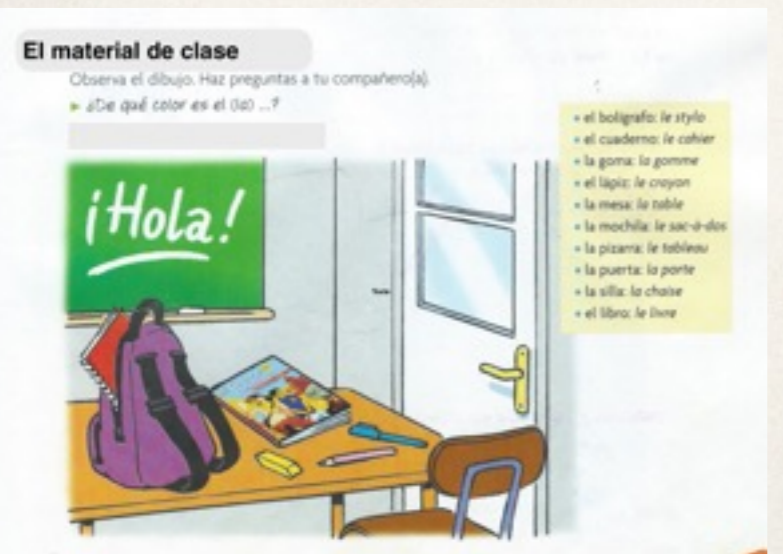 El material de clase
Observa el dibujo. Haz preguntas a tu compañero(a).
► ¿De qué color es el (la) ...?
• el bolígrafo: le stylo
• el cuaderno: le cahier
• la goma: la gomme
• el lápiz: le crayon
• la mesa: la table
• la mochila: le sac-à-dos
• la pizarra: le tableau
• la puerta: la porte
• la silla: la chaise
• el libro: le livre
¡Hola!